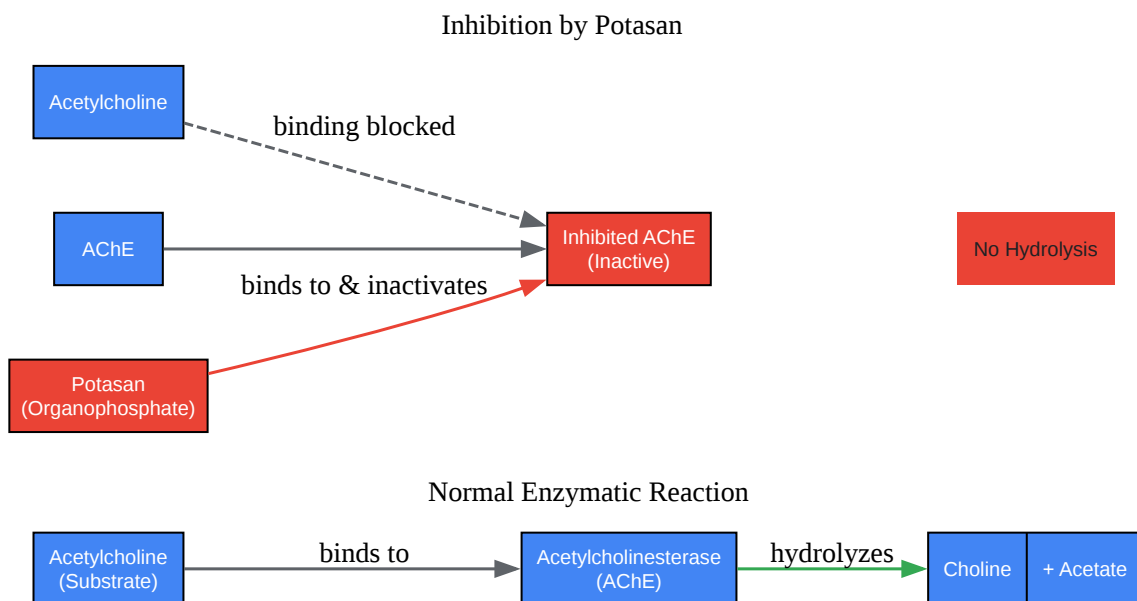 Inhibition by Potasan
Acetylcholine
binding blocked
AChE
Inhibited AChE
(Inactive)
No Hydrolysis
binds to & inactivates
Potasan
(Organophosphate)
Normal Enzymatic Reaction
Acetylcholine
(Substrate)
binds to
Acetylcholinesterase
(AChE)
hydrolyzes
Choline
+ Acetate